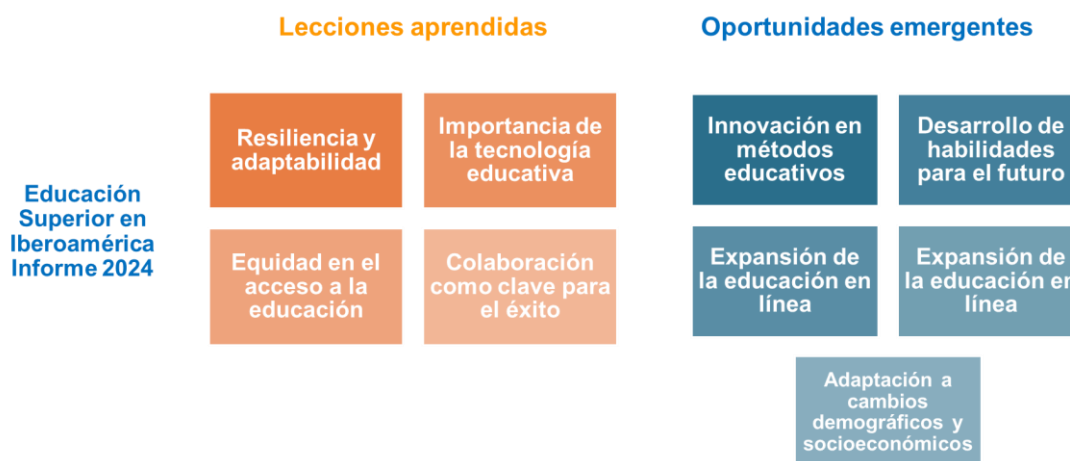 Lecciones aprendidas
Oportunidades emergentes
Educación
Superior en
Iberoamérica
Informe 2024
Resiliencia y
adaptabilidad
Importancia de
la tecnología
educativa
Equidad en el
acceso a la
educación
Colaboración
como clave para
el éxito
Innovación en
métodos
educativos
Desarrollo de
habilidades
para el futuro
Expansión de
la educación en
línea
Expansión de
la educación en
línea
Adaptación a
cambios
demográficos y
socioeconómicos